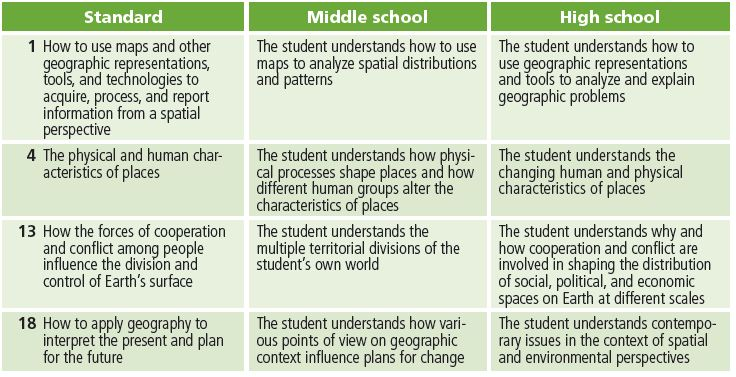 Standard
Middle school
High school
1 How to use maps and other
geographic representations,
tools, and technologies to
acquire, process, and report
information from a spatial
perspective
The student understands how to use
maps to analyze spatial distributions
and patterns
The student understands how to
use geographic representations
and tools to analyze and explain
geographic problems
4 The physical and human char-
acteristics of places
The student understands how physi-
cal processes shape places and how
different human groups alter the
characteristics of places
The student understands the
changing human and physical
characteristics of places
13 How the forces of cooperation
and conflict among people
influence the division and
control of Earth's surface
The student understands the
multiple territorial divisions of the
student's own world
The student understands why and
how cooperation and conflict are
involved in shaping the distribution
of social, political, and economic
spaces on Earth at different scales
18 How to apply geography to
interpret the present and plan
for the future
The student understands how vari-
ous points of view on geographic
context influence plans for change
The student understands contempo-
rary issues in the context of spatial
and environmental perspectives